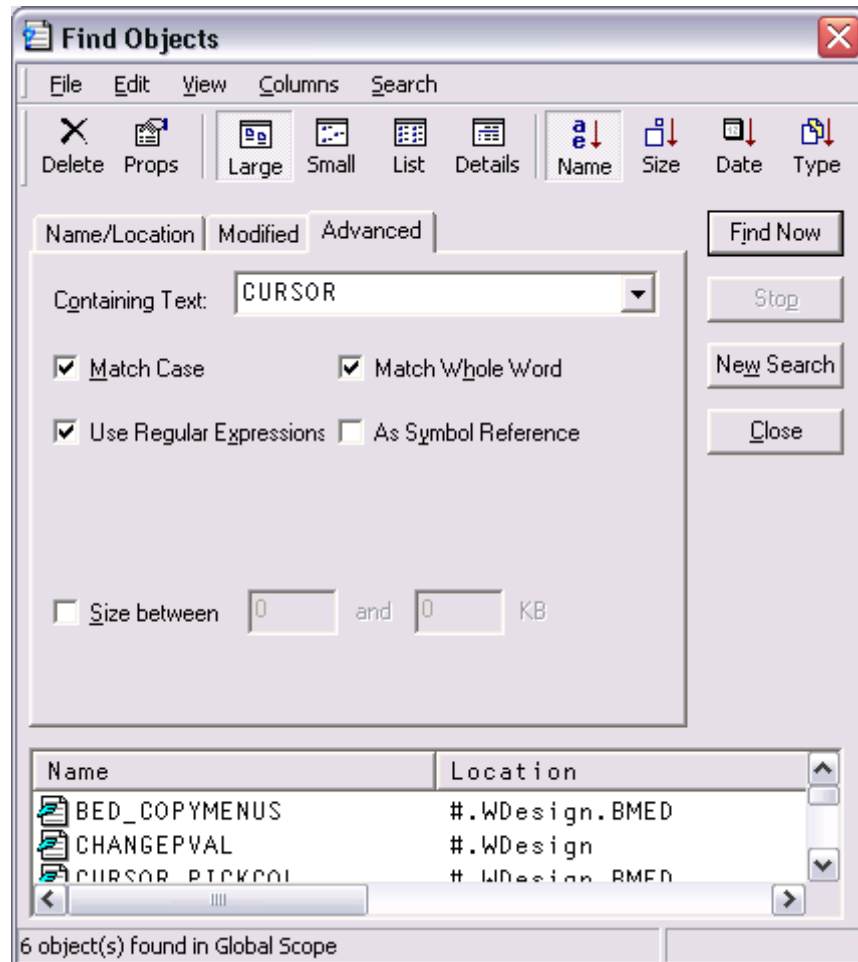 Find Objects
File Edit View Columns Search
Delete Props Large Small List Details Name Size Date Type
Name/Location Modified Advanced Find Now
Containing Text: CURSOR Stop
Match Case Match Whole Word New Search
Use Regular Expressions As Symbol Reference Close
Size between 0 and 0 KB
Name Location
BED_COPYMENUS #.WDesign.BMED
CHANGEPVAL #.WDesign
CURSOR_PICKCOL #.WDesign.BMED
6 object(s) found in Global Scope